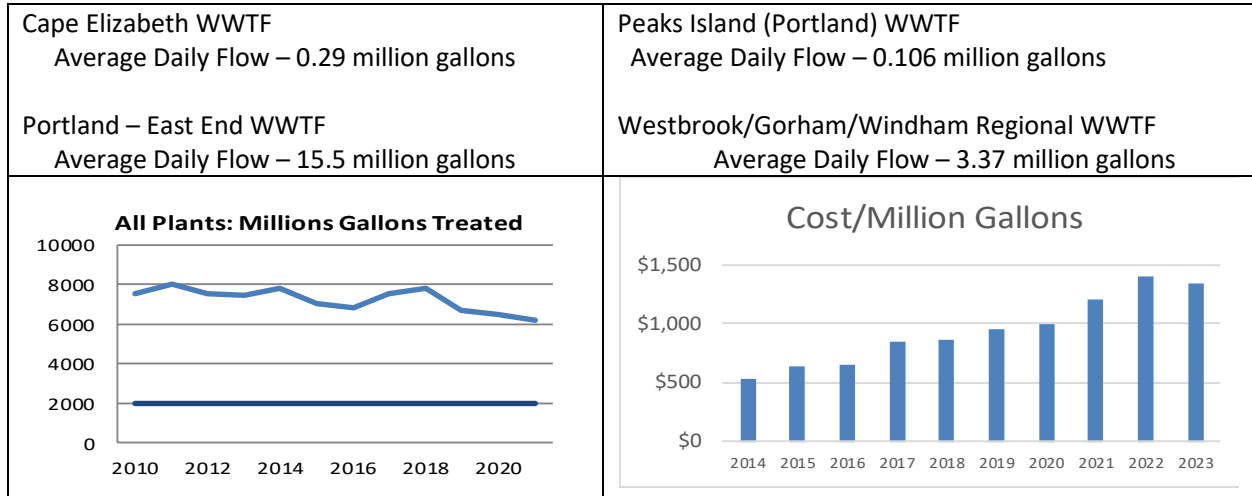 Cape Elizabeth WWTF
Average Daily Flow – 0.29 million gallons
Portland – East End WWTF
Average Daily Flow – 15.5 million gallons
Peaks Island (Portland) WWTF
Average Daily Flow – 0.106 million gallons
Westbrook/Gorham/Windham Regional WWTF
Average Daily Flow – 3.37 million gallons
All Plants: Millions Gallons Treated
10000
8000
6000
4000
2000
0
2010 2012 2014 2016 2018 2020
Cost/Million Gallons
$1,500
$1,000
$500
$0
2014 2015 2016 2017 2018 2019 2020 2021 2022 2023